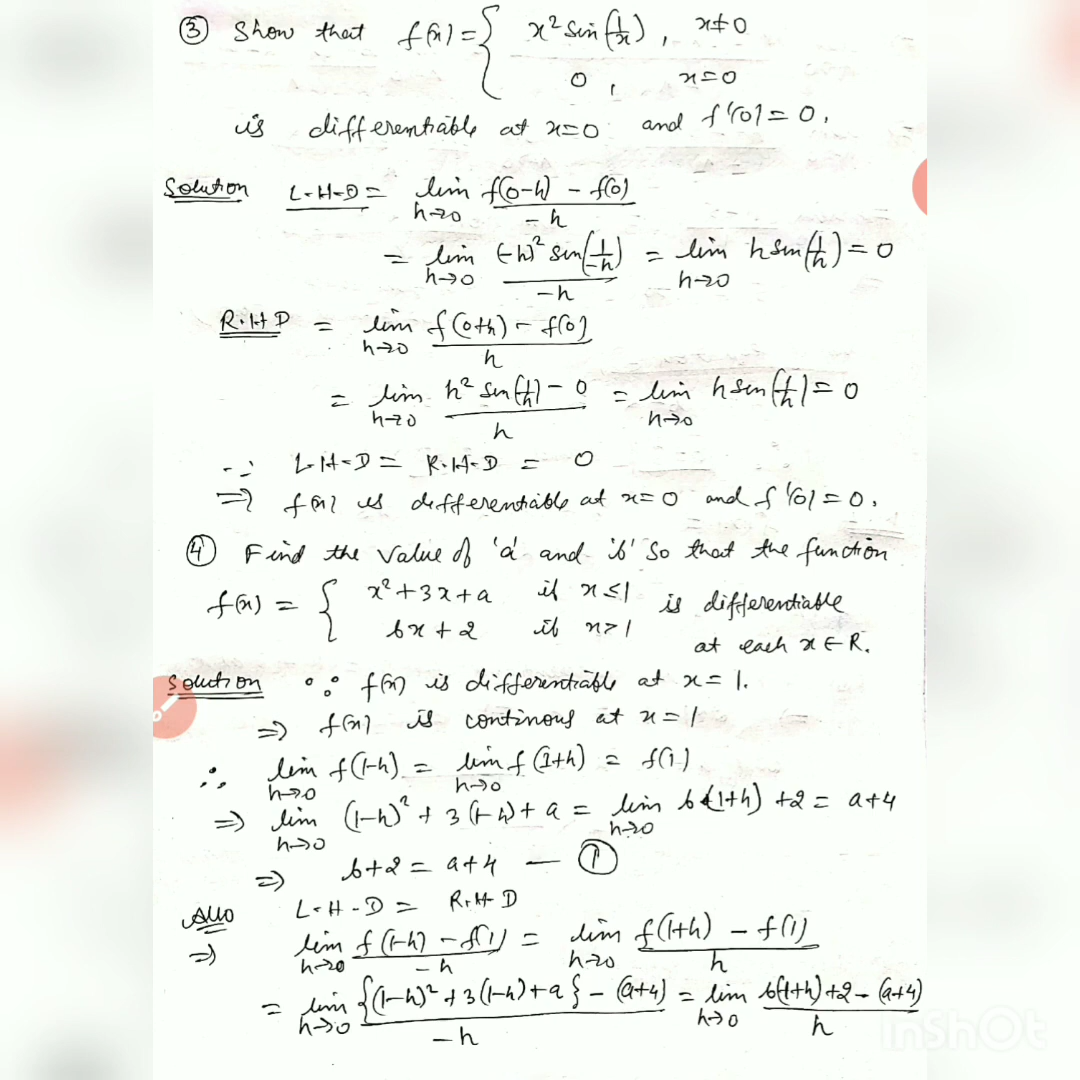 ③ Show that f(x) = { x² sin(1/x), x≠0
0, x=0
is differentiable at x=0 and f'(0) = 0.
Solution L-H-D = lim h→0 f(0-h) - f(0) / -h
= lim h→0 (-h)² sin(1/-h) / -h = lim h→0 h sin(1/h) = 0
R.H.D = lim h→0 f(0+h) - f(0) / h
= lim h→0 h² sin(1/h) - 0 / h = lim h→0 h sin(1/h) = 0
∵ L-H-D = R.H-D = 0
⇒ f(x) is differentiable at x=0 and f'(0) = 0.
④ Find the value of 'a' and 'b' so that the function
f(x) = { x² + 3x + a if x ≤ 1
bx + 2 if x > 1 is differentiable
at each x ∈ R.
Solution ∵ f(x) is differentiable at x = 1.
⇒ f(x) is continous at x = 1
∴ lim h→0 f(1-h) = lim h→0 f(1+h) = f(1)
⇒ lim h→0 (1-h)² + 3(1-h) + a = lim h→0 b(1+h) + 2 = a+4
⇒ b+2 = a+4 — ①
Also L-H-D = R.H-D
⇒ lim h→0 f(1-h) - f(1) / -h = lim h→0 f(1+h) - f(1) / h
= lim h→0 {(1-h)² + 3(1-h) + a} - (a+4) / -h = lim h→0 b(1+h) + 2 - (a+4) / h
InShOt